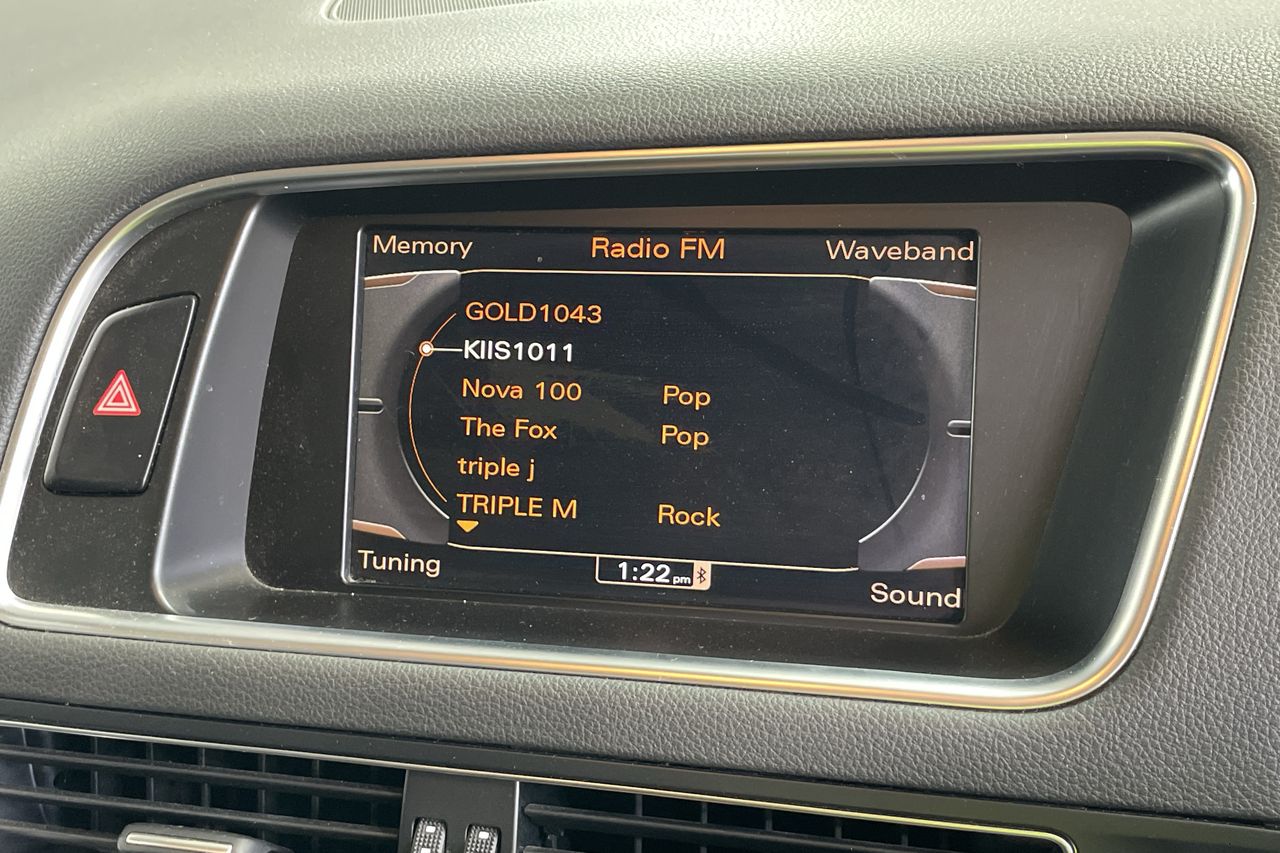 Memory Radio FM Waveband
GOLD1043
KIIS1011
Nova 100 Pop
The Fox Pop
triple j
TRIPLE M Rock
Tuning 1:22 pm Sound